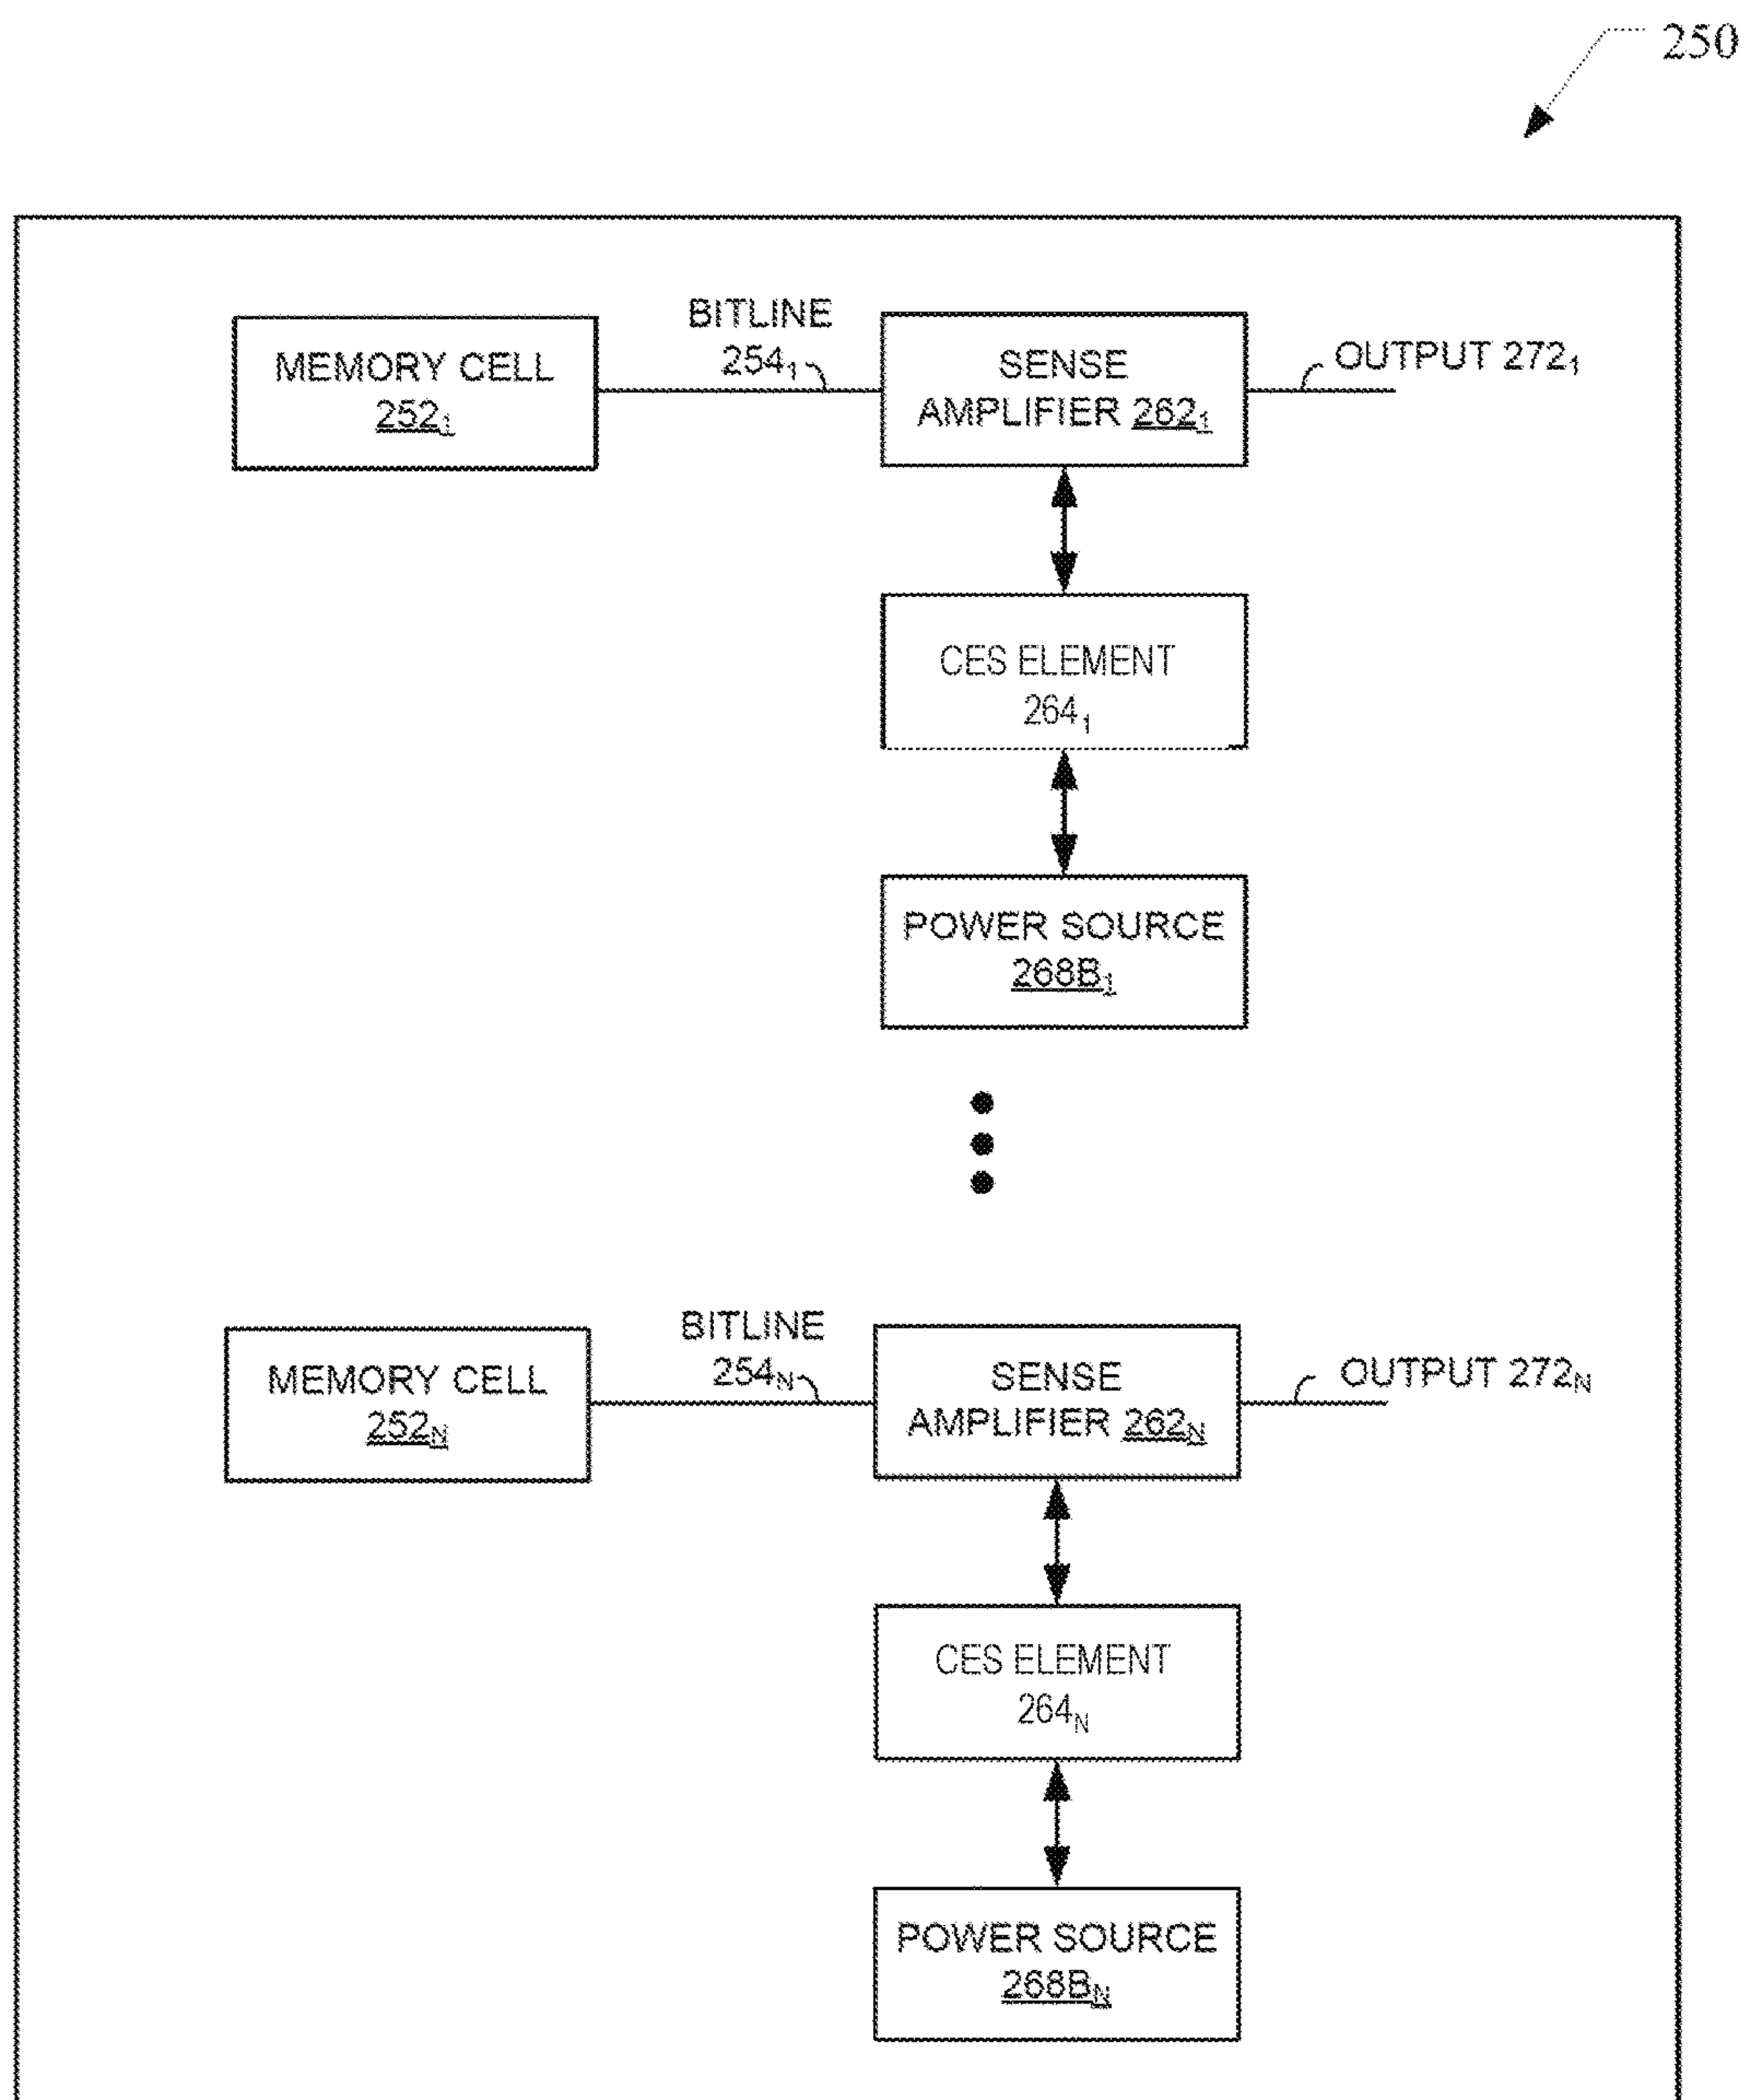 250
BITLINE
254₁
MEMORY CELL
252₁
SENSE
AMPLIFIER 262₁
OUTPUT 272₁
CES ELEMENT
264₁
POWER SOURCE
268B₁
BITLINE
254N
MEMORY CELL
252N
SENSE
AMPLIFIER 262N
OUTPUT 272N
CES ELEMENT
264N
POWER SOURCE
268BN